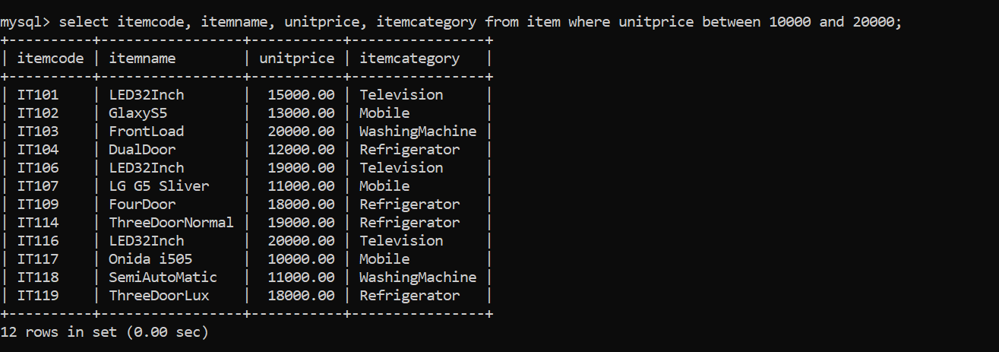 mysql> select itemcode, itemname, unitprice, itemcategory from item where unitprice between 10000 and 20000;
+----------+-----------------+-----------+----------------+
| itemcode | itemname        | unitprice | itemcategory   |
+----------+-----------------+-----------+----------------+
| IT101    | LED32Inch       |  15000.00 | Television     |
| IT102    | GlaxyS5         |  13000.00 | Mobile         |
| IT103    | FrontLoad       |  20000.00 | WashingMachine |
| IT104    | DualDoor        |  12000.00 | Refrigerator   |
| IT106    | LED32Inch       |  19000.00 | Television     |
| IT107    | LG G5 Sliver    |  11000.00 | Mobile         |
| IT109    | FourDoor        |  18000.00 | Refrigerator   |
| IT114    | ThreeDoorNormal |  19000.00 | Refrigerator   |
| IT116    | LED32Inch       |  20000.00 | Television     |
| IT117    | Onida i505      |  10000.00 | Mobile         |
| IT118    | SemiAutoMatic   |  11000.00 | WashingMachine |
| IT119    | ThreeDoorLux    |  18000.00 | Refrigerator   |
+----------+-----------------+-----------+----------------+
12 rows in set (0.00 sec)